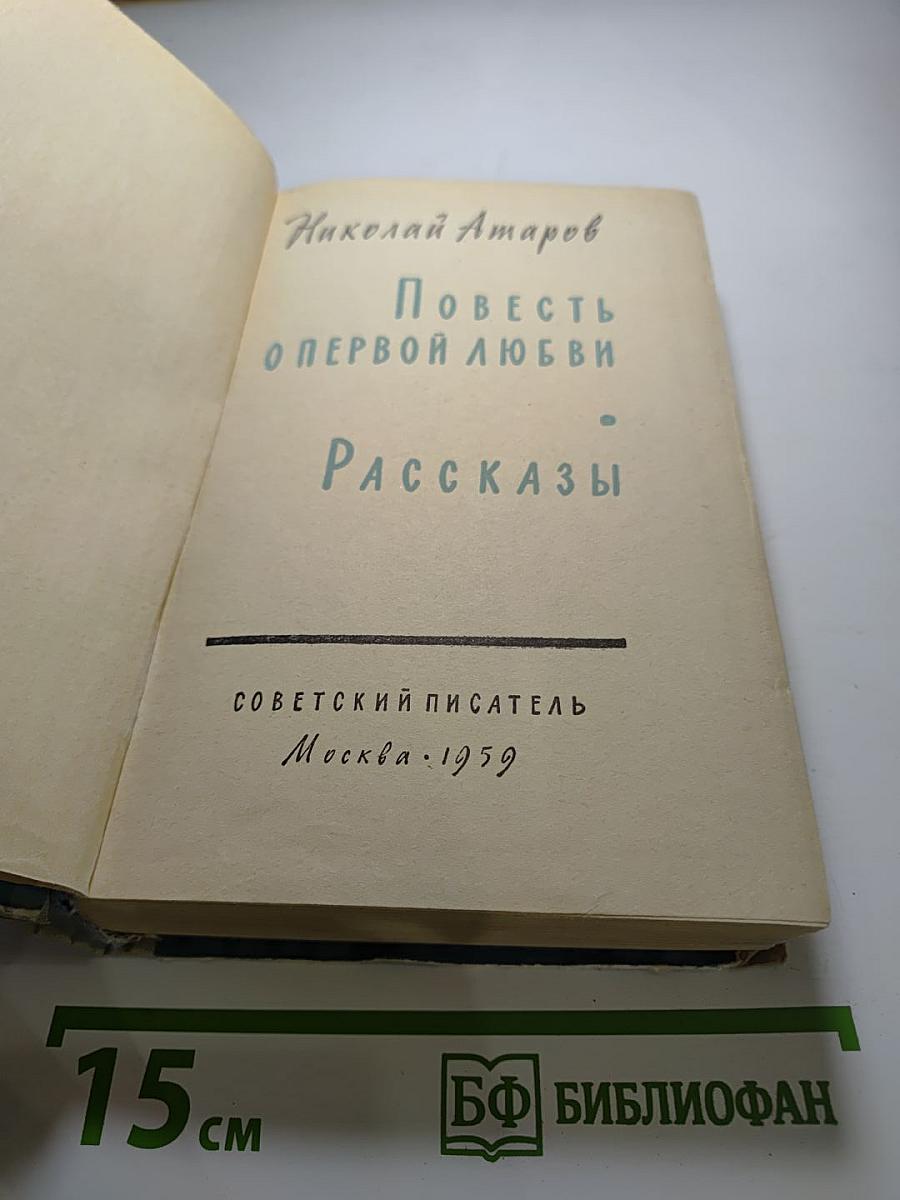 Николай Атаров
Повесть
о первой любви
•
Рассказы
СОВЕТСКИЙ ПИСАТЕЛЬ
Москва • 1959
15 см
БФ БИБЛИОФАН